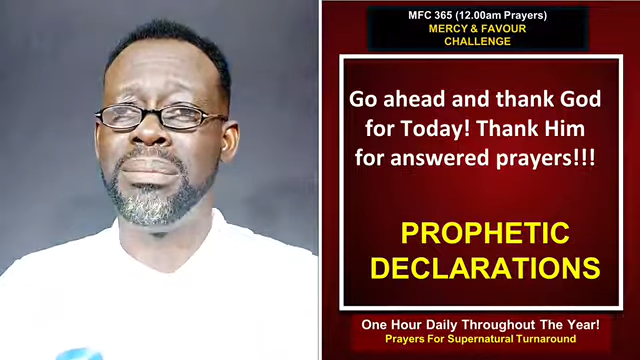 MFC 365 (12.00am Prayers)
MERCY & FAVOUR
CHALLENGE
Go ahead and thank God
for Today! Thank Him
for answered prayers!!!
PROPHETIC
DECLARATIONS
One Hour Daily Throughout The Year!
Prayers For Supernatural Turnaround